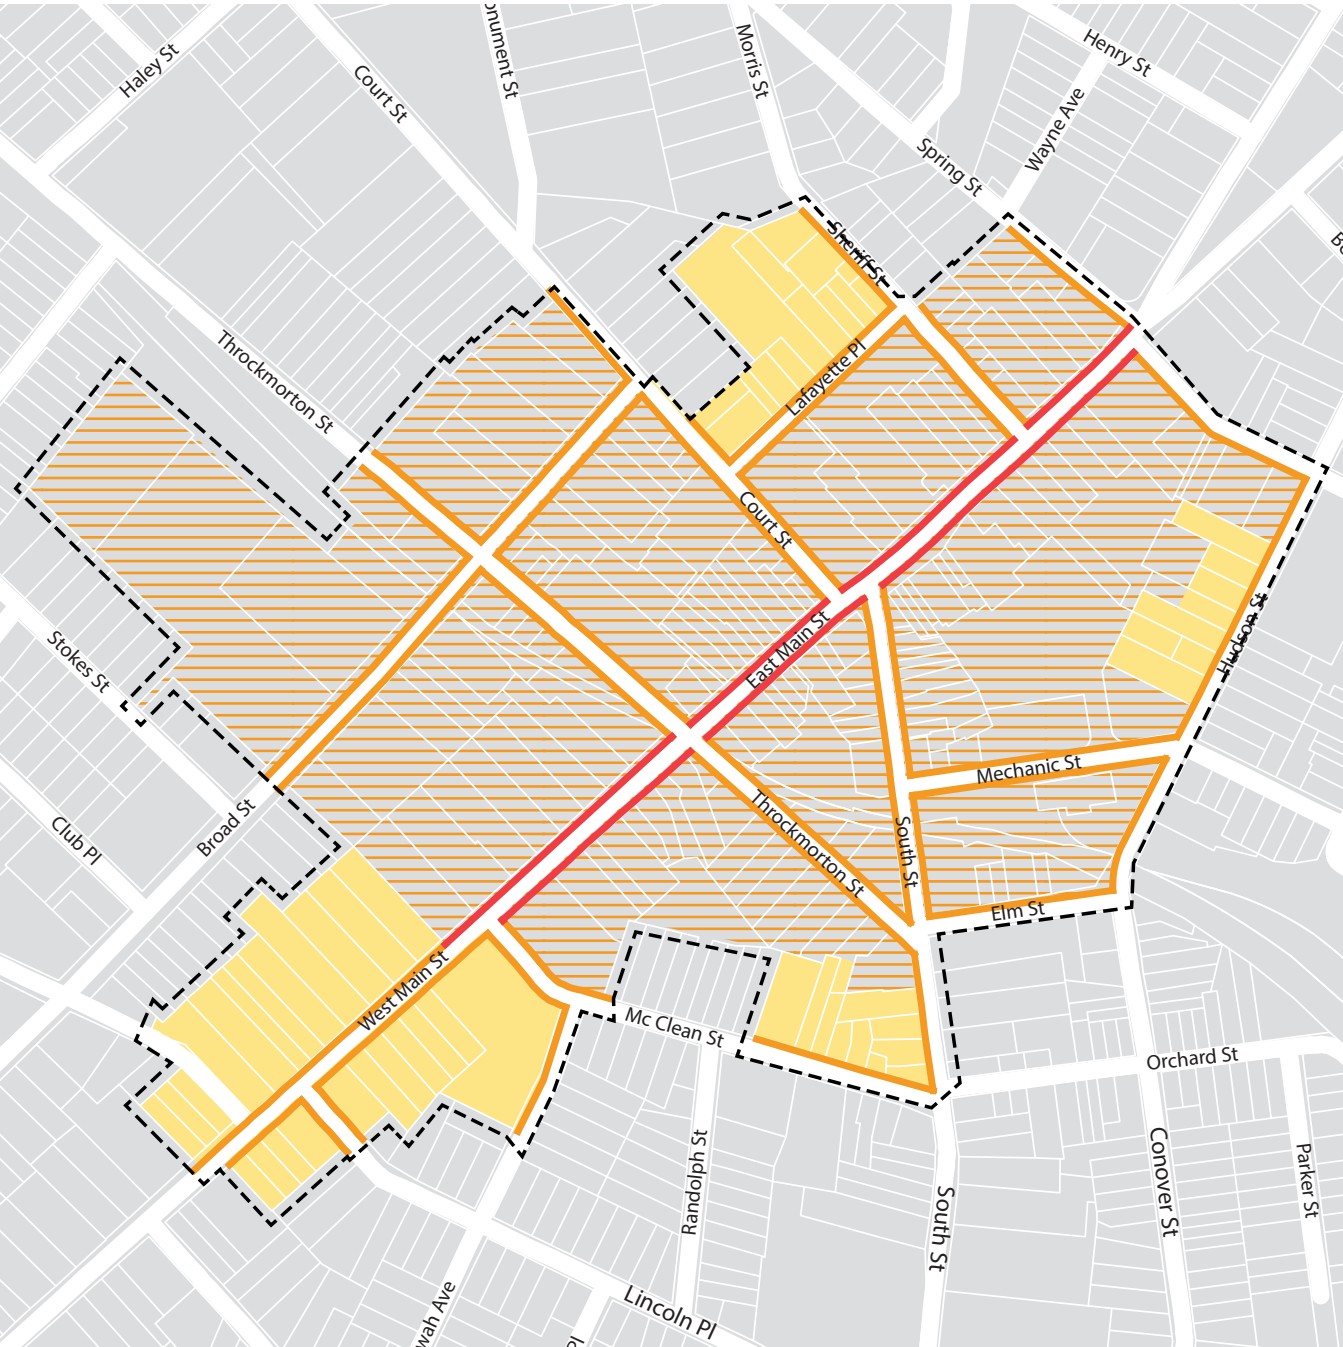 Haley St
Court St
onument St
Morris St
Henry St
Wayne Ave
Spring St
Sheriff St
Throckmorton St
Lafayette Pl
Court St
Stokes St
East Main St
Hudson St
Mechanic St
Club Pl
Broad St
Throckmorton St
South St
Elm St
West Main St
Mc Clean St
Orchard St
Randolph St
South St
Conover St
Parker St
wah Ave
Lincoln Pl
Pl